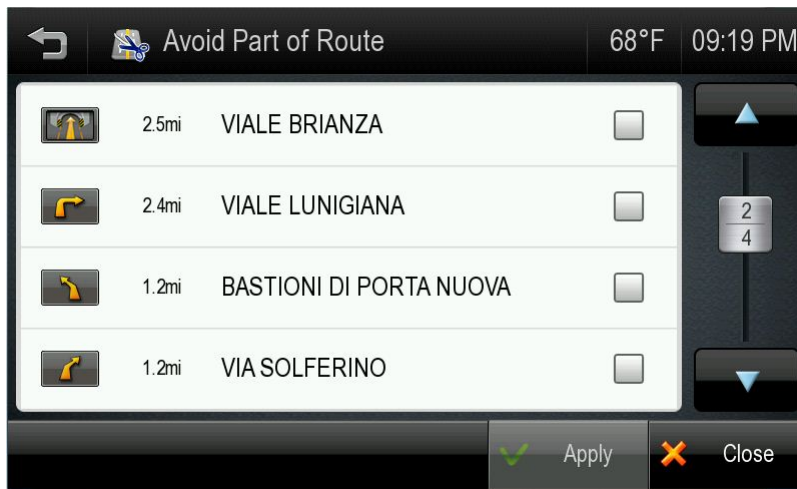 Avoid Part of Route 68°F 09:19 PM
2.5mi VIALE BRIANZA
2.4mi VIALE LUNIGIANA
2
4
1.2mi BASTIONI DI PORTA NUOVA
1.2mi VIA SOLFERINO
Apply Close